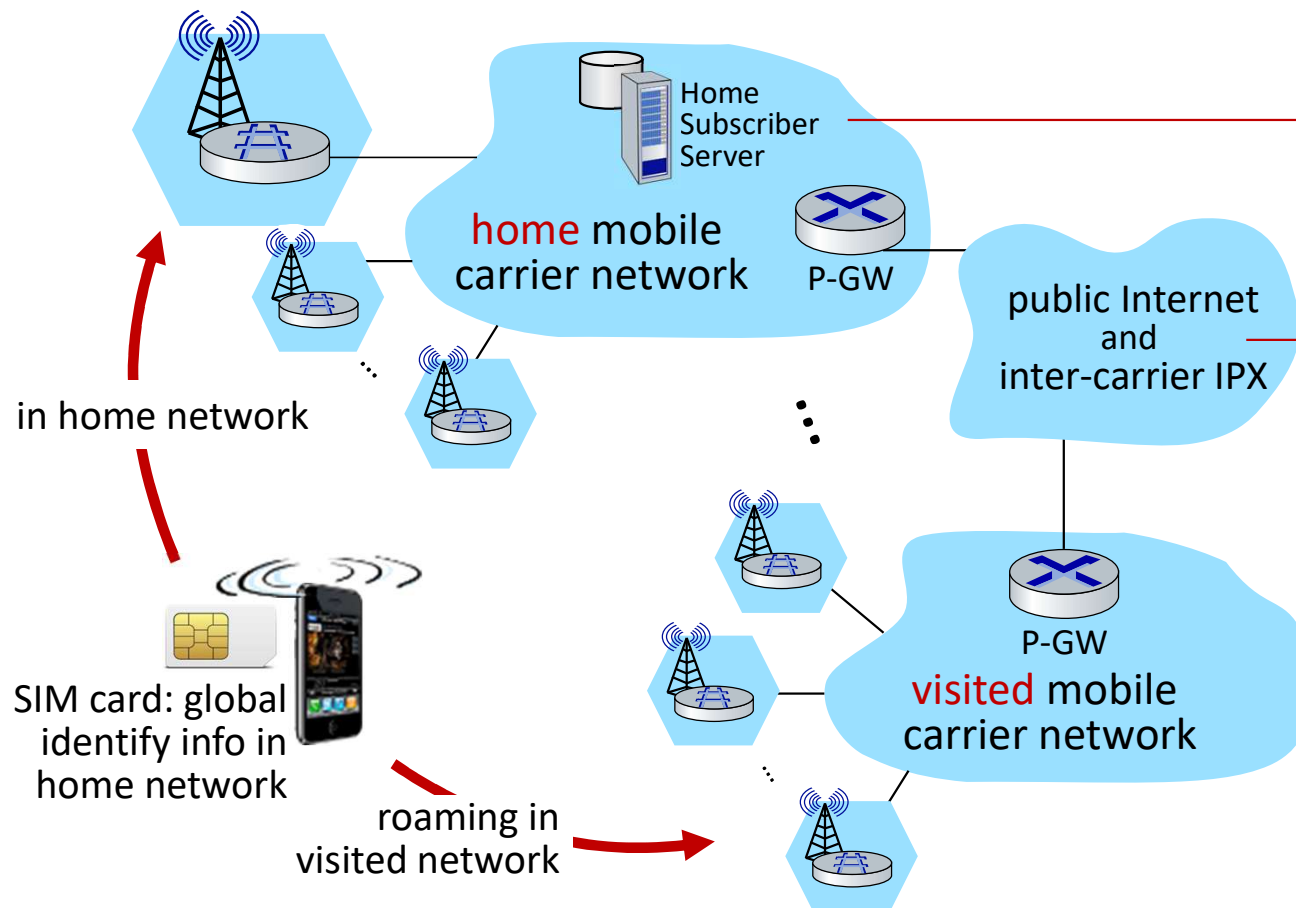 Home
Subscriber
Server
home mobile
carrier network
P-GW
public Internet
and
inter-carrier IPX
in home network
SIM card: global
identify info in
home network
P-GW
visited mobile
carrier network
roaming in
visited network